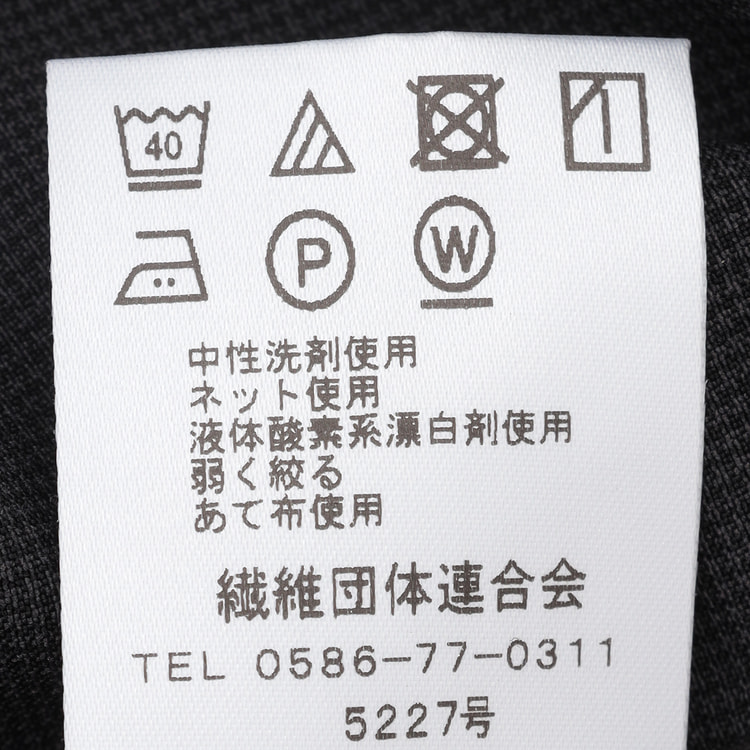 40
P W
中性洗剤使用
ネット使用
液体酸素系漂白剤使用
弱く絞る
あて布使用
繊維団体連合会
TEL 0586-77-0311
5227号